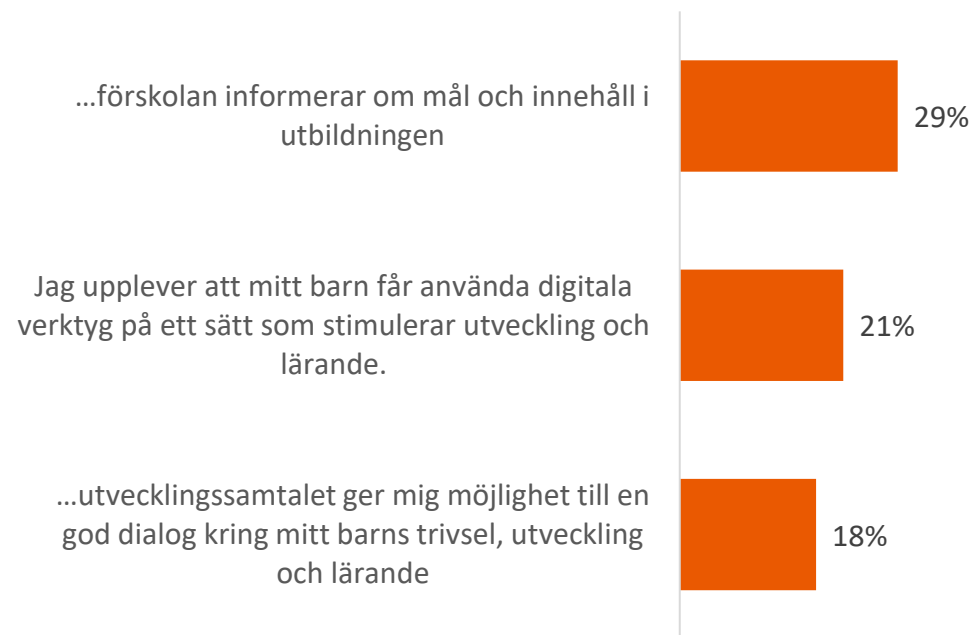 ...förskolan informerar om mål och innehåll i
utbildningen
29%
Jag upplever att mitt barn får använda digitala
verktyg på ett sätt som stimulerar utveckling och
lärande.
21%
...utvecklingssamtalet ger mig möjlighet till en
god dialog kring mitt barns trivsel, utveckling
och lärande
18%